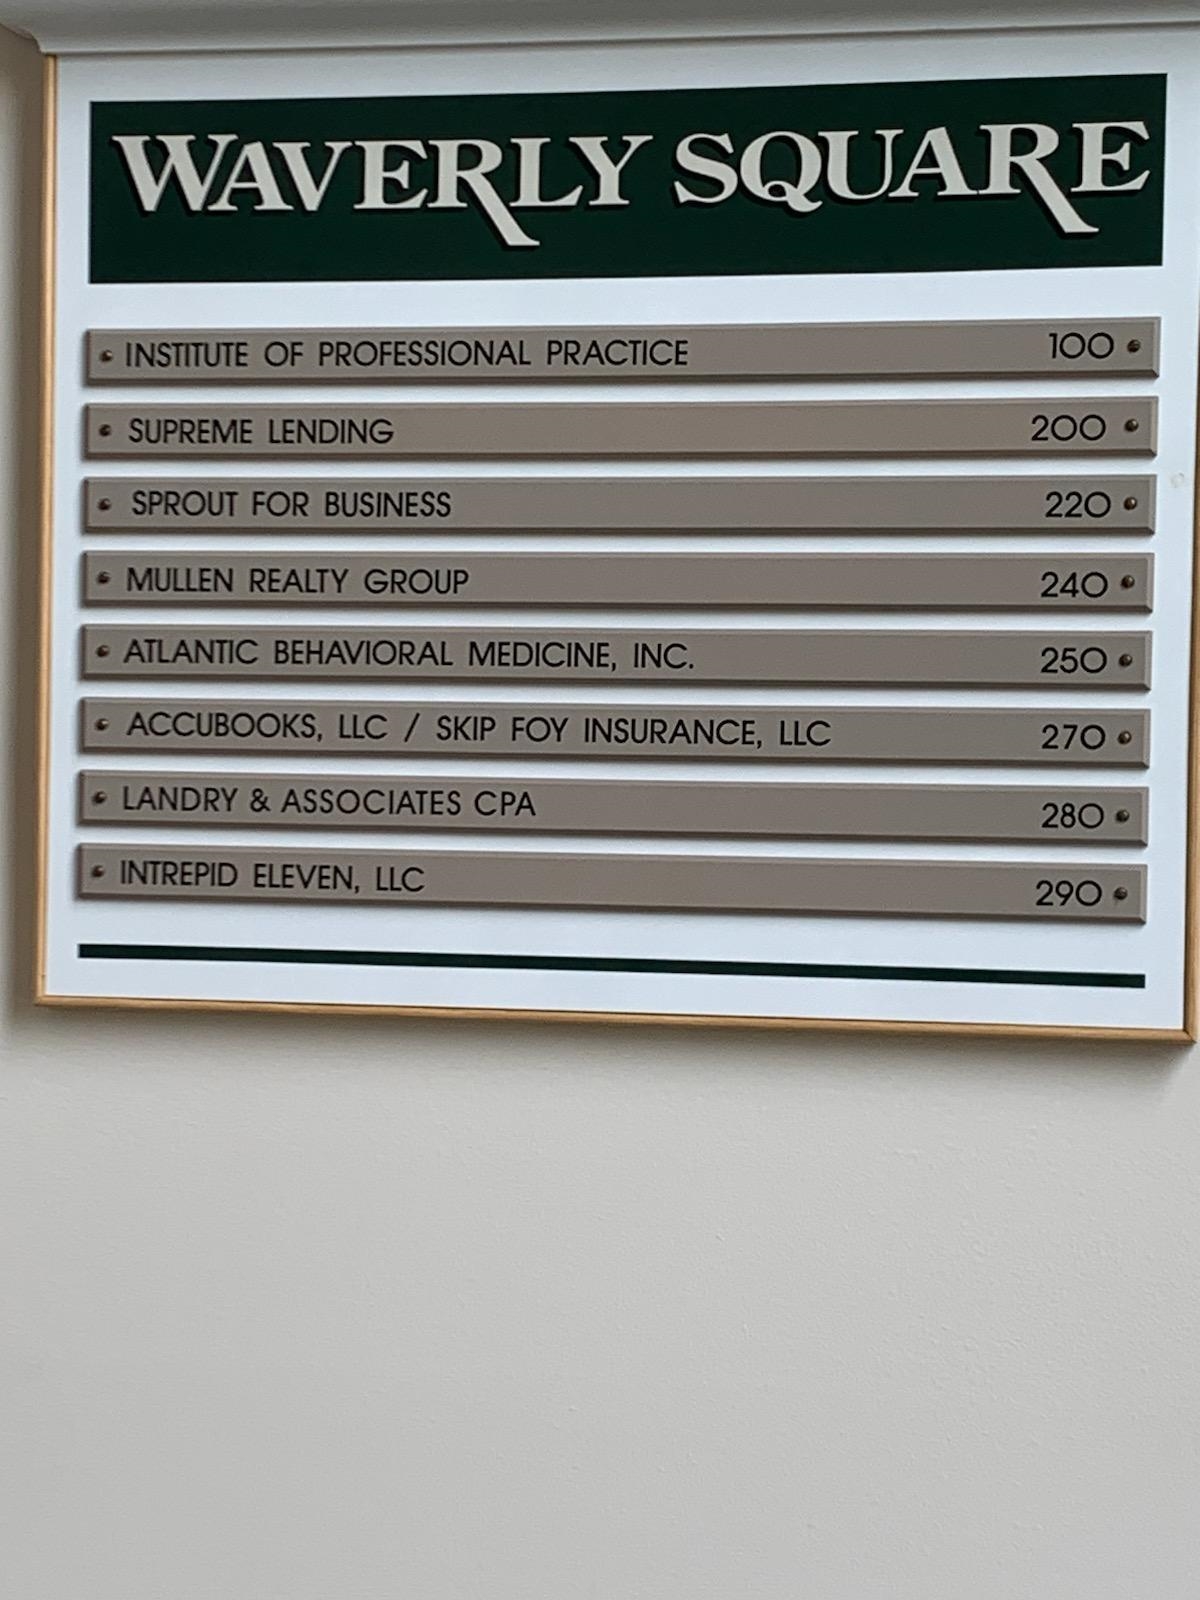 WAVERLY SQUARE
INSTITUTE OF PROFESSIONAL PRACTICE 100
SUPREME LENDING 200
SPROUT FOR BUSINESS 220
MULLEN REALTY GROUP 240
ATLANTIC BEHAVIORAL MEDICINE, INC. 250
ACCUBOOKS, LLC / SKIP FOY INSURANCE, LLC 270
LANDRY & ASSOCIATES CPA 280
INTREPID ELEVEN, LLC 290